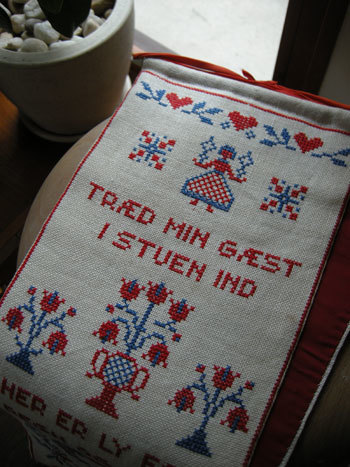 TRÆD MIN GÆST
I STUEN IND
HER ER LY